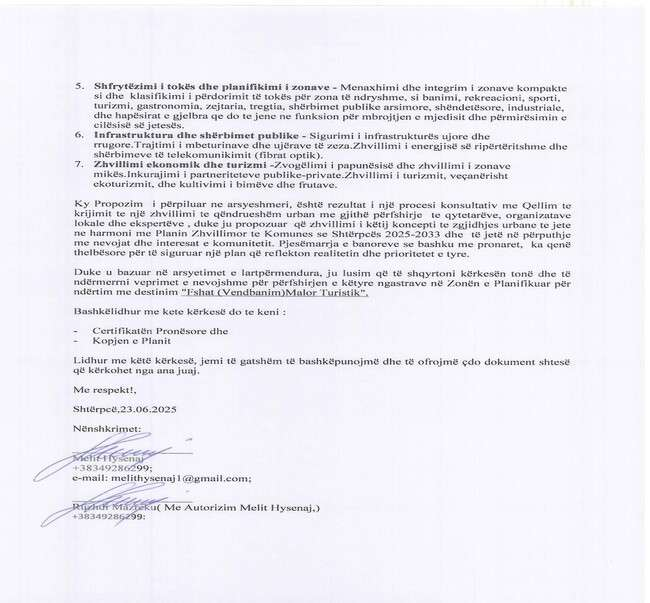 5. Shfrytëzimi i tokës dhe planifikimi i zonave - Menaxhimi dhe integrim i zonave kompakte
si dhe klasifikimi i përdorimit të tokës për zona të ndryshme, si banimi, rekreacioni, sporti,
turizmi, gastronomia, zejtaria, tregtia, shërbimet publike arsimore, shëndetësore, industriale,
dhe hapësirat e gjelbra qe do te jene ne funksion për mbrojtjen e mjedisit dhe përmirësimin e
cilësisë së jetesës.
6. Infrastruktura dhe shërbimet publike - Sigurimi i infrastrukturës ujore dhe
rrugore.Trajtimi i mbeturinave dhe ujërave të zeza.Zhvillimi i energjisë së ripërtëritshme dhe
shërbimeve të telekomunikimit (fibrat optik).
7. Zhvillimi ekonomik dhe turizmi -Zvogëlimi i papunësisë dhe zhvillimi i zonave
mikës.Inkurajimi i partneriteteve publike-private.Zhvillimi i turizmit, veçanërisht
ekoturizmit, dhe kultivimi i bimëve dhe frutave.
Ky Propozim i përpiluar ne arsyeshmeri, është rezultat i një procesi konsultativ me Qellim te
krijimit te një zhvillimi te qëndrueshëm urban me gjithë përfshirje te qytetarëve, organizatave
lokale dhe ekspertëve , duke ju propozuar që zhvillimi i këtij koncepti te zgjidhjes urbane te jete
ne harmoni me Planin Zhvillimor te Komunes se Shtërpcës 2025-2033 dhe të jetë në përputhje
me nevojat dhe interesat e komunitetit. Pjesëmarrja e banoreve se bashku me pronaret, ka qenë
thelbësore për të siguruar një plan që reflekton realitetin dhe prioritetet e tyre.
Duke u bazuar në arsyetimet e lartpërmendura, ju lusim që të shqyrtoni kërkesën tonë dhe të
ndërmerrni veprimet e nevojshme për përfshirjen e këtyre ngastrave në Zonën e Planifikuar për
ndërtim me destinim "Fshat (Vendbanim)Malor Turistik".
Bashkëlidhur me kete kërkesë do te keni :
- Certifikatën Pronësore dhe
- Kopjen e Planit
Lidhur me këtë kërkesë, jemi të gatshëm të bashkëpunojmë dhe të ofrojmë çdo dokument shtesë
që kërkohet nga ana juaj.
Me respekt!,
Shtërpcë,23.06.2025
Nënshkrimet:
Melit Hysenaj
+38349286299;
e-mail: melithysenaj1@gmail.com;
Mazreku( Me Autorizim Melit Hysenaj,)
+38349286299: